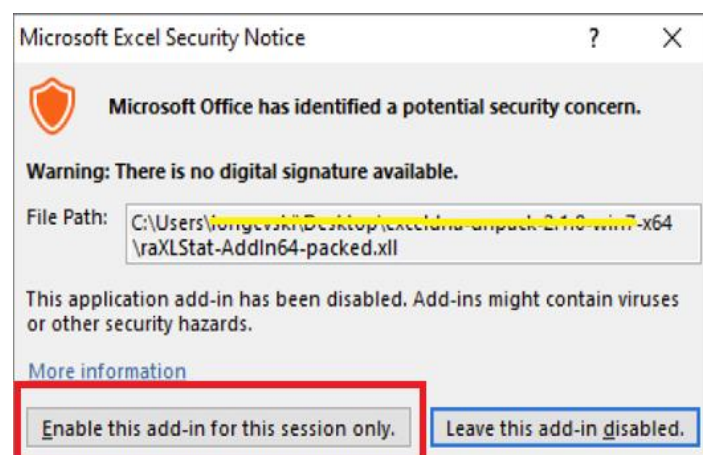 Microsoft Excel Security Notice ? X
Microsoft Office has identified a potential security concern.
Warning: There is no digital signature available.
File Path: C:\Users\ -x64
\raXLStat-AddIn64-packed.xll
This application add-in has been disabled. Add-ins might contain viruses
or other security hazards.
More information
Enable this add-in for this session only. Leave this add-in disabled.